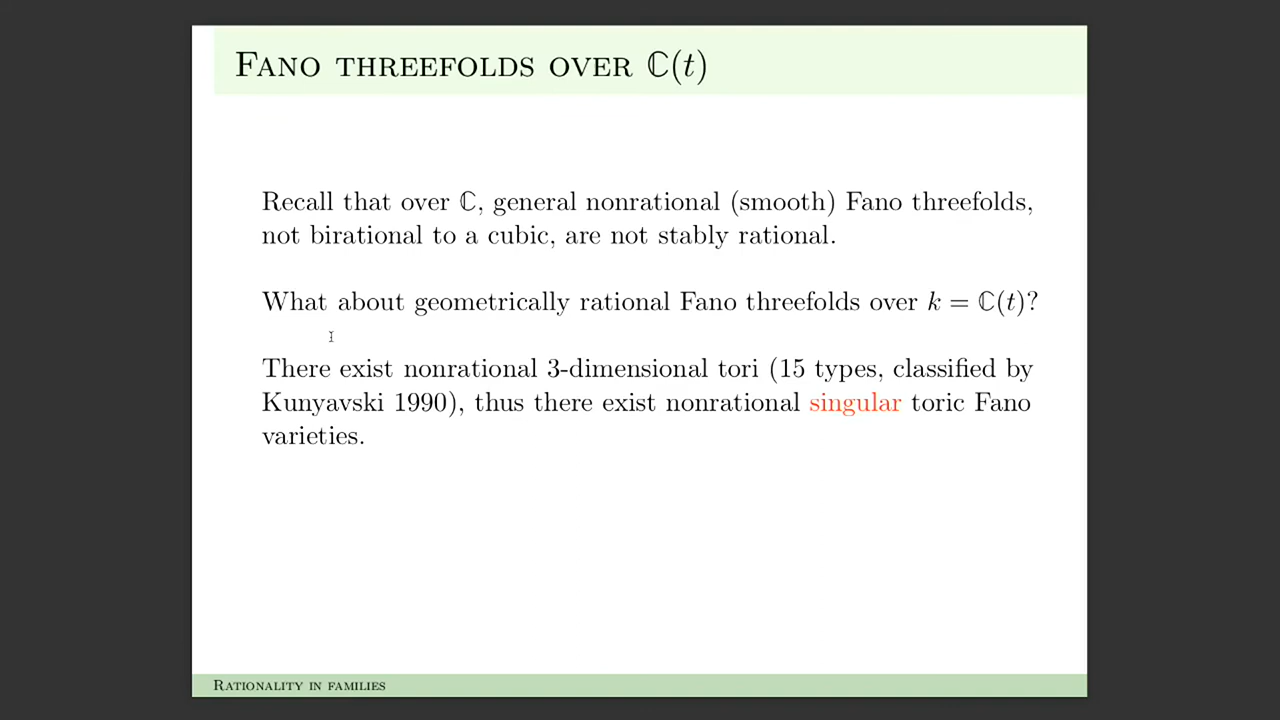 FANO THREEFOLDS OVER ℂ(t)
Recall that over ℂ, general nonrational (smooth) Fano threefolds,
not birational to a cubic, are not stably rational.
What about geometrically rational Fano threefolds over k = ℂ(t)?
There exist nonrational 3-dimensional tori (15 types, classified by
Kunyavski 1990), thus there exist nonrational singular toric Fano
varieties.
RATIONALITY IN FAMILIES